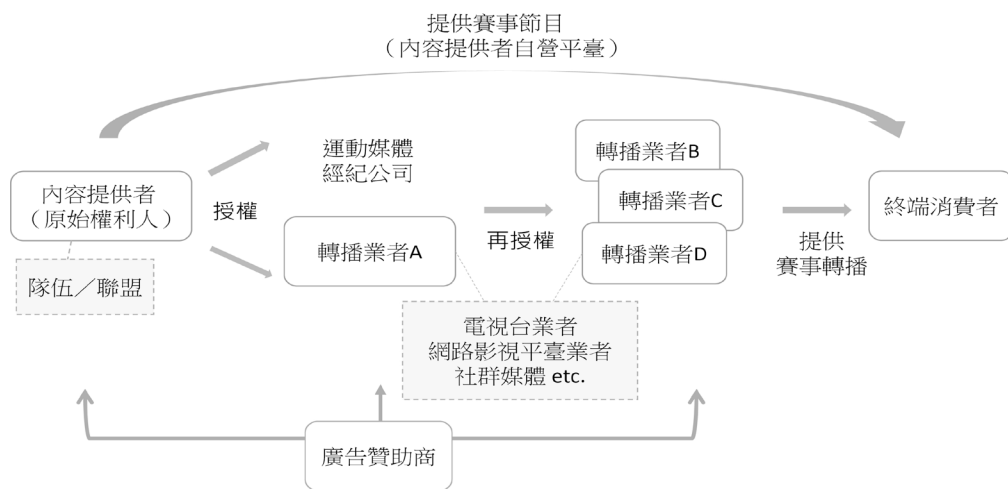 提供賽事節目
（內容提供者自營平臺）
內容提供者
（原始權利人）
隊伍／聯盟
授權
運動媒體
經紀公司
轉播業者A
再授權
轉播業者B
轉播業者C
轉播業者D
提供
賽事轉播
終端消費者
電視台業者
網路影視平臺業者
社群媒體 etc.
廣告贊助商